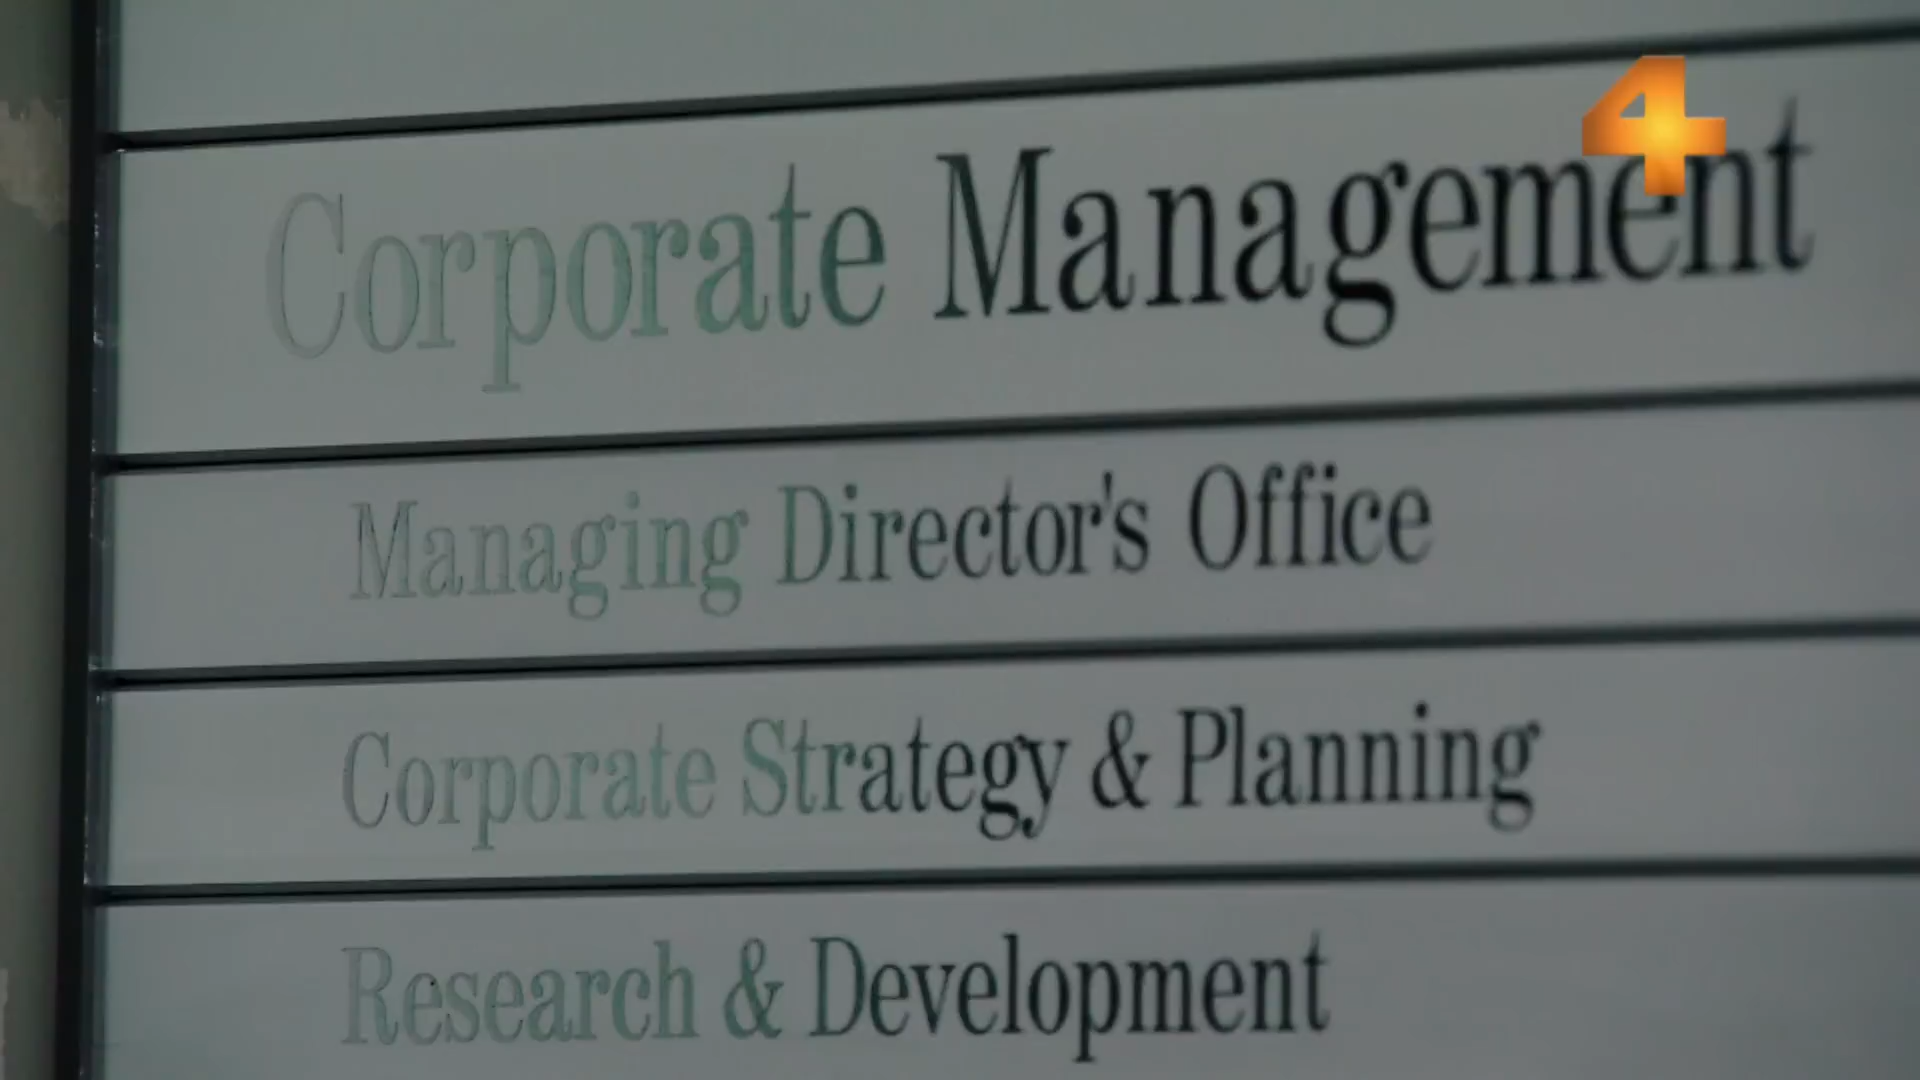 4
Corporate Management
Managing Director's Office
Corporate Strategy & Planning
Research & Development